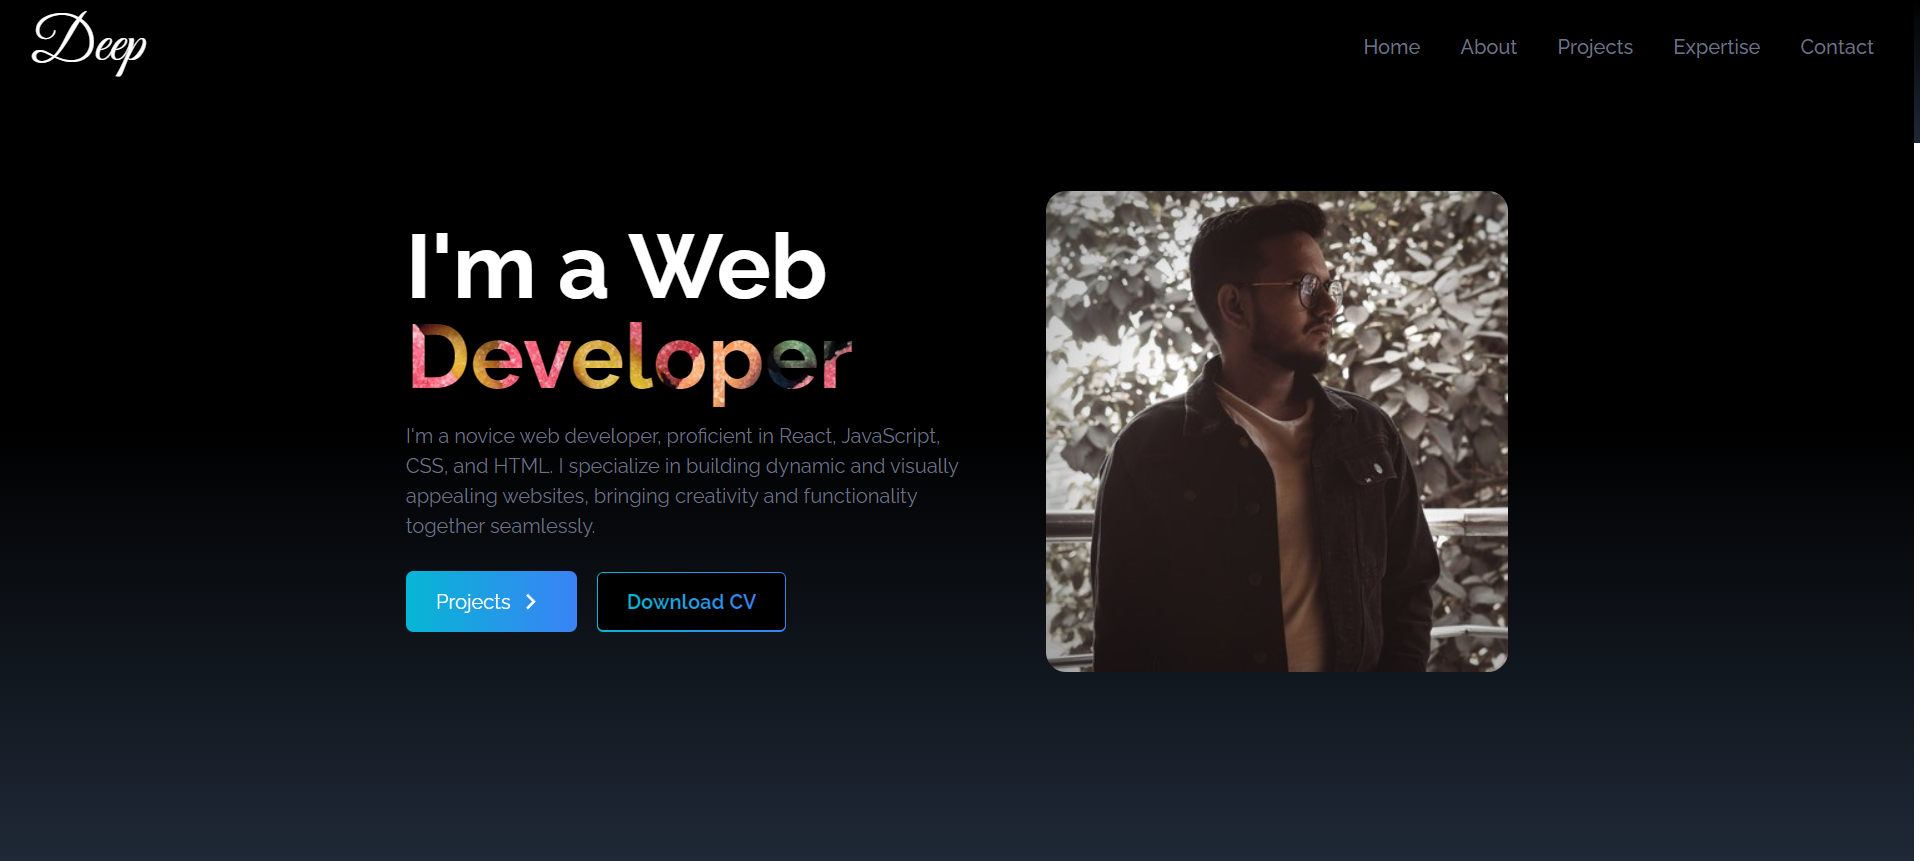 Deep
Home About Projects Expertise Contact
I'm a Web
Developer
I'm a novice web developer, proficient in React, JavaScript,
CSS, and HTML. I specialize in building dynamic and visually
appealing websites, bringing creativity and functionality
together seamlessly.
Projects
Download CV